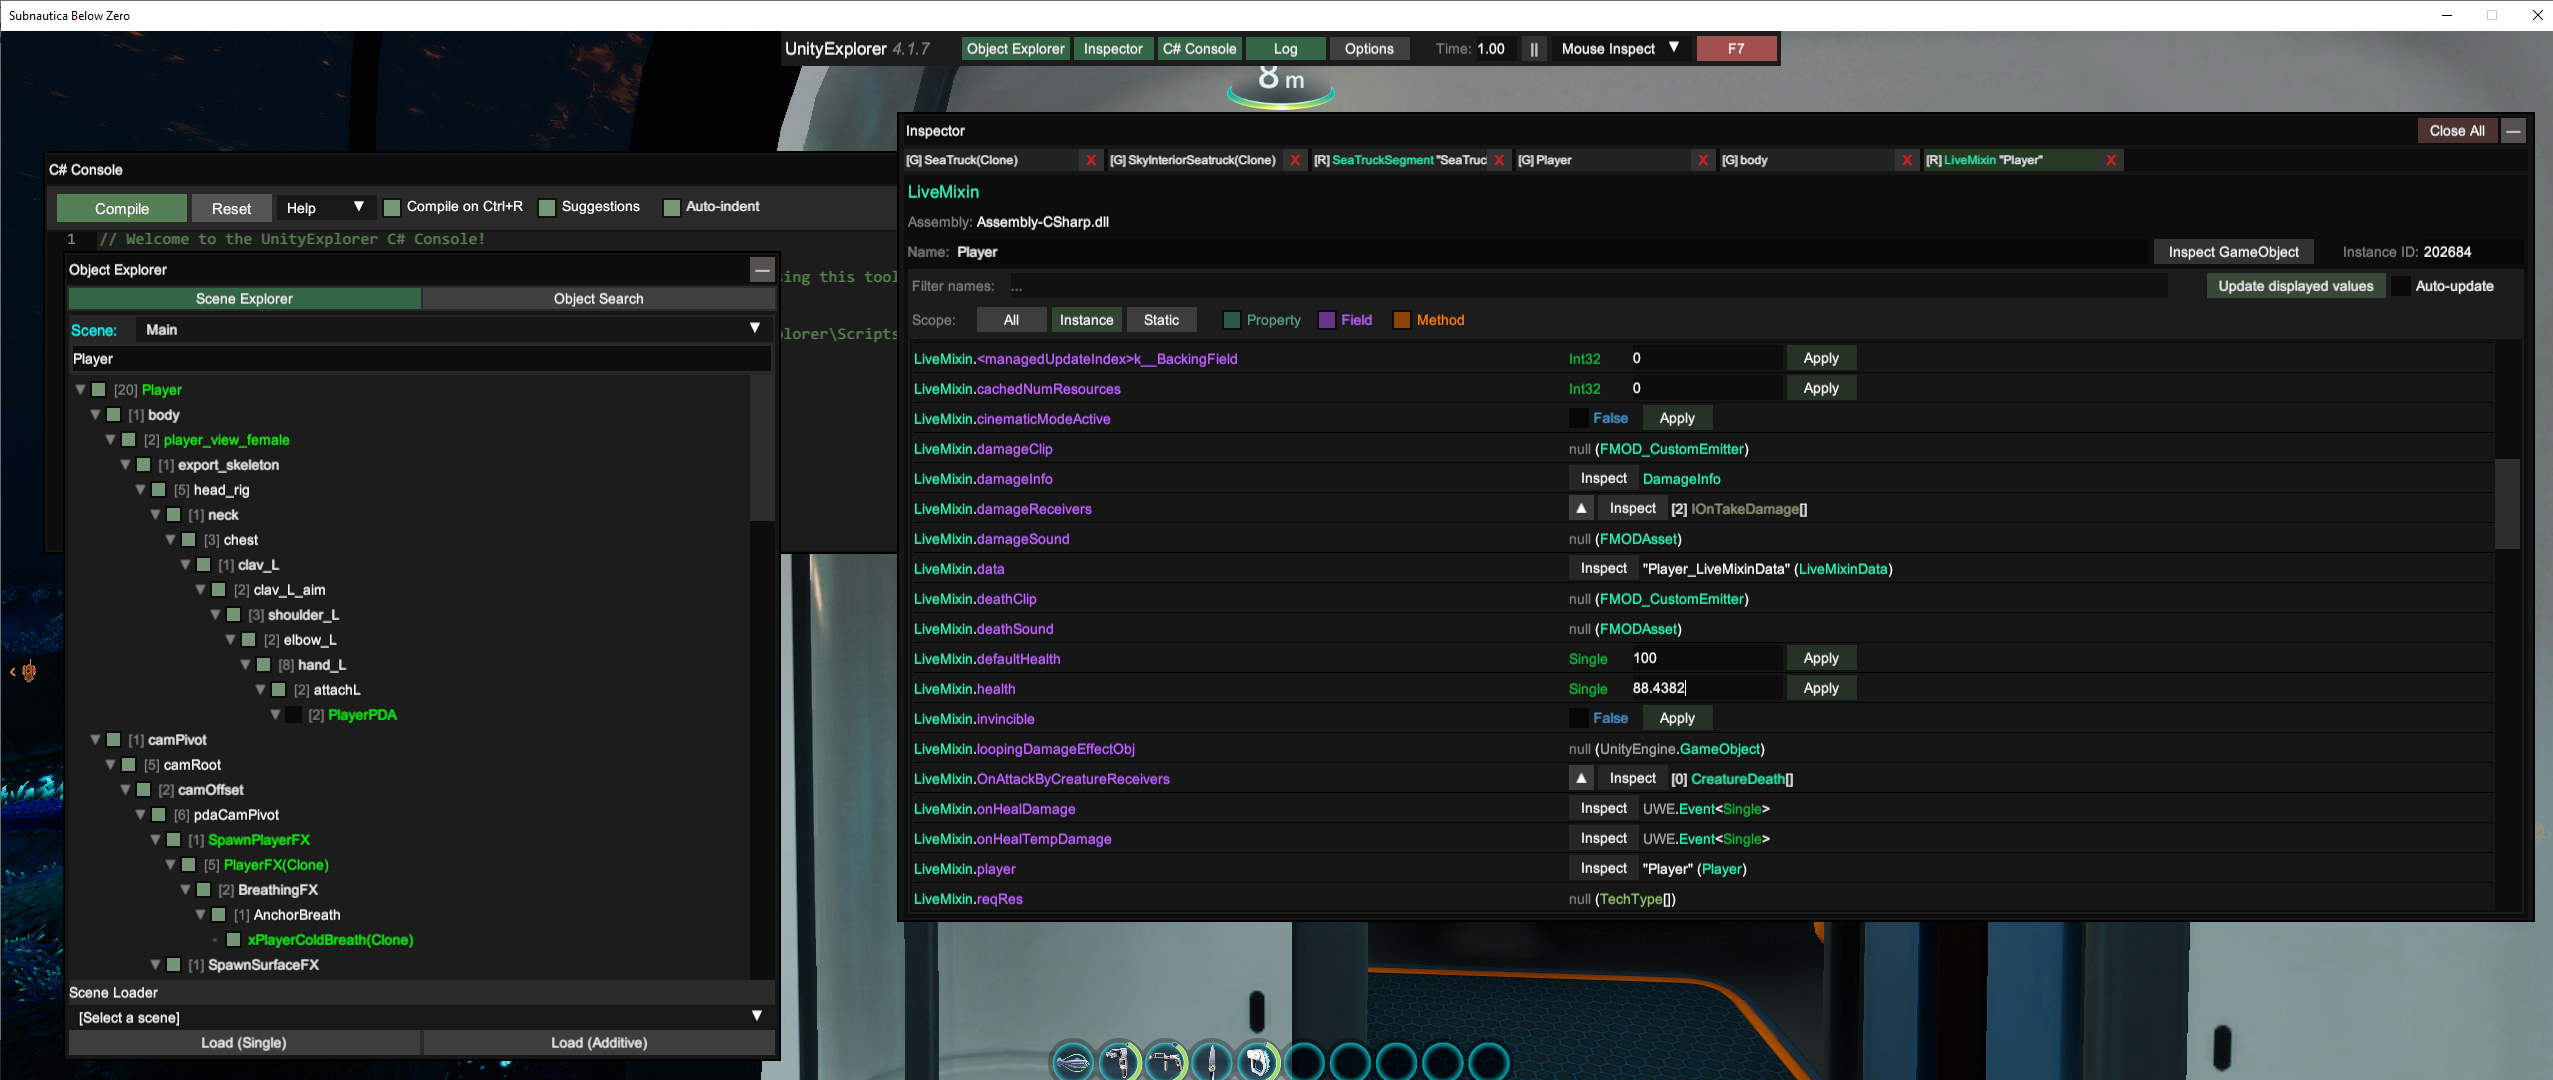 Subnautica Below Zero
UnityExplorer 4.1.7
Object Explorer
Inspector
C# Console
Log
Options
Time: 1.00
||
Mouse Inspect ▼
F7
8 m
C# Console
Compile
Reset
Help ▼
Compile on Ctrl+R
Suggestions
Auto-indent
1 // Welcome to the UnityExplorer C# Console!
ing this tool
lorer\Scripts
Object Explorer
Scene Explorer
Object Search
Scene: Main ▼
Player
▼ [20] Player
▼ [1] body
▼ [2] player_view_female
▼ [1] export_skeleton
▼ [5] head_rig
▼ [1] neck
▼ [3] chest
▼ [1] clav_L
▼ [2] clav_L_aim
▼ [3] shoulder_L
▼ [2] elbow_L
▼ [8] hand_L
▼ [2] attachL
▼ [2] PlayerPDA
▼ [1] camPivot
▼ [5] camRoot
▼ [2] camOffset
▼ [6] pdaCamPivot
▼ [1] SpawnPlayerFX
▼ [5] PlayerFX(Clone)
▼ [2] BreathingFX
▼ [1] AnchorBreath
xPlayerColdBreath(Clone)
▼ [1] SpawnSurfaceFX
Scene Loader
[Select a scene] ▼
Load (Single)
Load (Additive)
Inspector
Close All
—
[G] SeaTruck(Clone) X
[G] SkyInteriorSeatruck(Clone) X
[R] SeaTruckSegment "SeaTruc X
[G] Player X
[G] body X
[R] LiveMixin "Player" X
LiveMixin
Assembly: Assembly-CSharp.dll
Name: Player
Inspect GameObject
Instance ID: 202684
Filter names: ...
Update displayed values
Auto-update
Scope: All Instance Static Property Field Method
LiveMixin.<managedUpdateIndex>k__BackingField Int32 0 Apply
LiveMixin.cachedNumResources Int32 0 Apply
LiveMixin.cinematicModeActive False Apply
LiveMixin.damageClip null (FMOD_CustomEmitter)
LiveMixin.damageInfo Inspect DamageInfo
LiveMixin.damageReceivers ▲ Inspect [2] IOnTakeDamage[]
LiveMixin.damageSound null (FMODAsset)
LiveMixin.data Inspect "Player_LiveMixinData" (LiveMixinData)
LiveMixin.deathClip null (FMOD_CustomEmitter)
LiveMixin.deathSound null (FMODAsset)
LiveMixin.defaultHealth Single 100 Apply
LiveMixin.health Single 88.4382 Apply
LiveMixin.invincible False Apply
LiveMixin.loopingDamageEffectObj null (UnityEngine.GameObject)
LiveMixin.OnAttackByCreatureReceivers ▲ Inspect [0] CreatureDeath[]
LiveMixin.onHealDamage Inspect UWE.Event<Single>
LiveMixin.onHealTempDamage Inspect UWE.Event<Single>
LiveMixin.player Inspect "Player" (Player)
LiveMixin.reqRes null (TechType[])